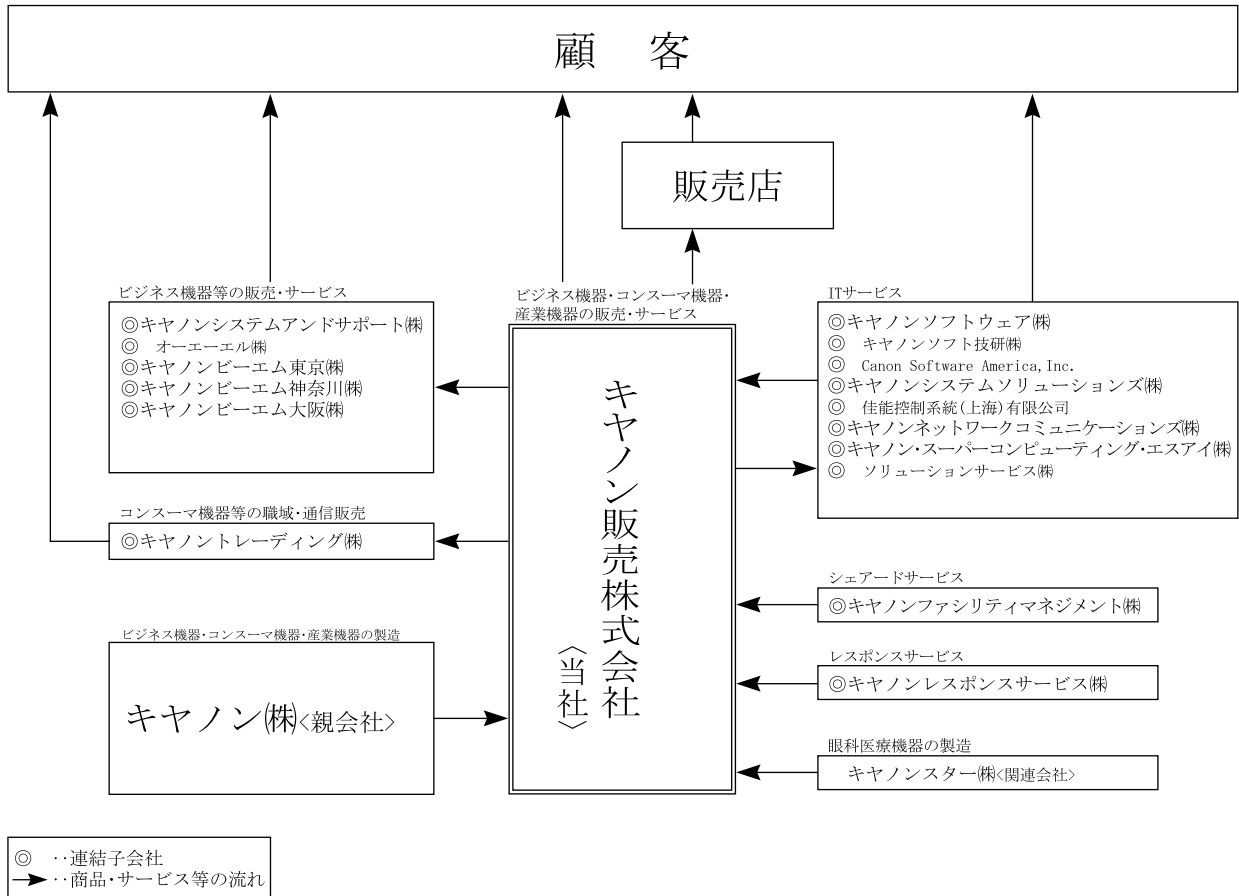 顧　客
販売店
ビジネス機器等の販売・サービス
◎キヤノンシステムアンドサポート㈱
◎　オーエーエル㈱
◎キヤノンビーエム東京㈱
◎キヤノンビーエム神奈川㈱
◎キヤノンビーエム大阪㈱
コンスーマ機器等の職域・通信販売
◎キヤノントレーディング㈱
ビジネス機器・コンスーマ機器・産業機器の製造
キヤノン㈱<親会社>
ビジネス機器・コンスーマ機器・
産業機器の販売・サービス
キヤノン販売株式会社
〈当社〉
ITサービス
◎キヤノンソフトウェア㈱
◎　キヤノンソフト技研㈱
◎　Canon Software America,Inc.
◎キヤノンシステムソリューションズ㈱
◎　佳能控制系統(上海)有限公司
◎キヤノンネットワークコミュニケーションズ㈱
◎キヤノン・スーパーコンピューティング・エスアイ㈱
◎　ソリューションサービス㈱
シェアードサービス
◎キヤノンファシリティマネジメント㈱
レスポンスサービス
◎キヤノンレスポンスサービス㈱
眼科医療機器の製造
キヤノンスター㈱<関連会社>
◎　‥連結子会社
→‥商品・サービス等の流れ